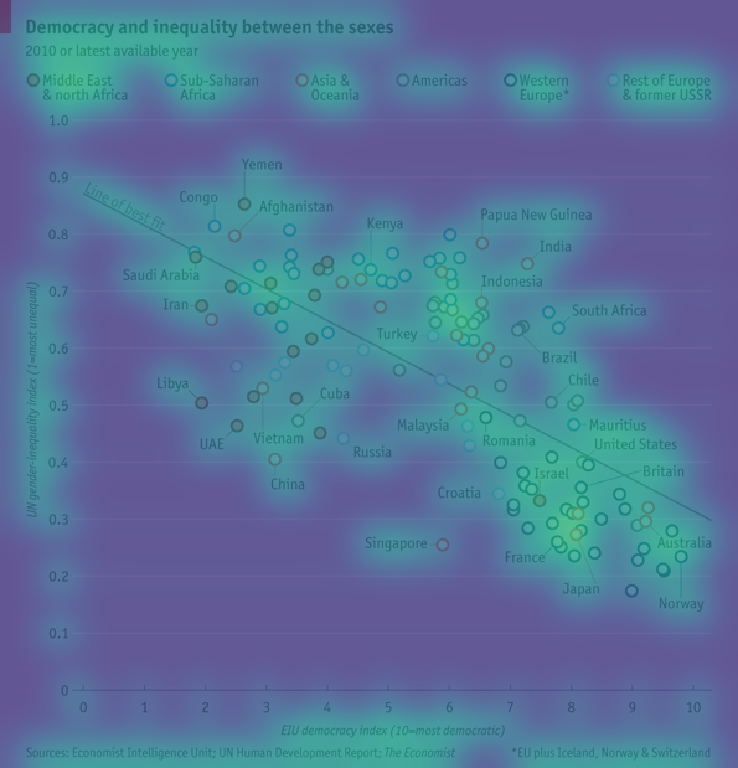 Democracy and inequality between the sexes
2010 or latest available year
Middle East & north Africa
Sub-Saharan Africa
Asia & Oceania
Americas
Western Europe*
Rest of Europe & former USSR
1.0
0.9
0.8
0.7
0.6
0.5
0.4
0.3
0.2
0.1
0
UN gender-inequality index (1=most unequal)
Line of best fit
Yemen
Congo
Afghanistan
Kenya
Papua New Guinea
India
Saudi Arabia
Indonesia
Iran
South Africa
Turkey
Brazil
Libya
Chile
Cuba
Malaysia
Mauritius
UAE
Vietnam
Romania
United States
Russia
China
Israel
Britain
Croatia
Singapore
France
Australia
Japan
Norway
0 1 2 3 4 5 6 7 8 9 10
EIU democracy index (10=most democratic)
Sources: Economist Intelligence Unit; UN Human Development Report; The Economist
*EU plus Iceland, Norway & Switzerland